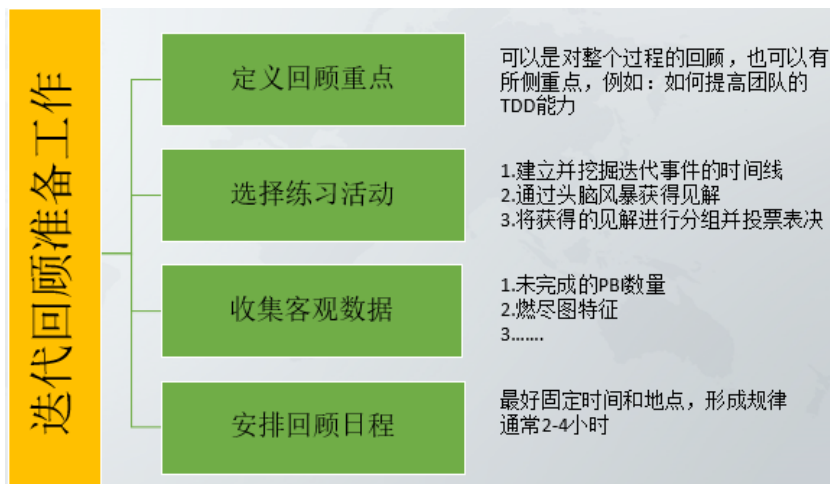 迭代回顾准备工作
定义回顾重点
可以是对整个过程的回顾，也可以有
所侧重点，例如：如何提高团队的
TDD能力
选择练习活动
1.建立并挖掘迭代事件的时间线
2.通过头脑风暴获得见解
3.将获得的见解进行分组并投票表决
收集客观数据
1.未完成的PBI数量
2.燃尽图特征
3.......
安排回顾日程
最好固定时间和地点，形成规律
通常2-4小时